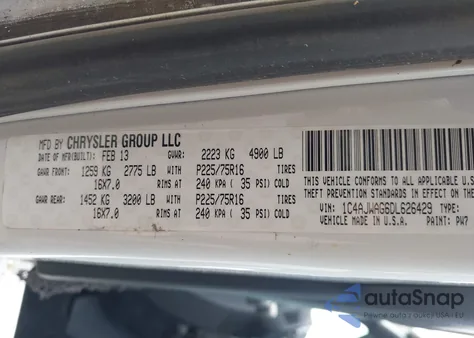 MFD BY CHRYSLER GROUP LLC
DATE OF MFR(BUILT): FEB 13 GVWR: 2223 KG 4900 LB
GAWR FRONT: 1259 KG 2775 LB WITH P225/75R16 TIRES
16X7.0 RIMS AT 240 KPA ( 35 PSI) COLD
GAWR REAR: 1452 KG 3200 LB WITH P225/75R16 TIRES
16X7.0 RIMS AT 240 KPA ( 35 PSI) COLD
THIS VEHICLE CONFORMS TO ALL APPLICABLE
THEFT PREVENTION STANDARDS IN EFFECT ON
VIN: 1C4AJWAG6DL626429 TYPE:
VEHICLE MADE IN U.S.A. PAINT: PW7
autoSnap